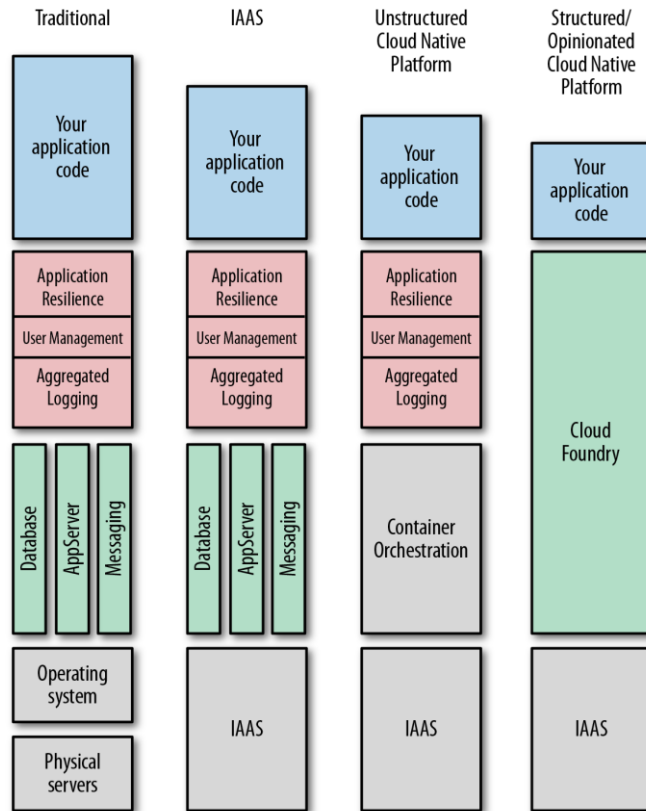 Traditional
IAAS
Unstructured
Cloud Native
Platform
Structured/
Opinionated
Cloud Native
Platform
Your
application
code
Your
application
code
Your
application
code
Your
application
code
Application
Resilience
User Management
Aggregated
Logging
Application
Resilience
User Management
Aggregated
Logging
Application
Resilience
User Management
Aggregated
Logging
Cloud
Foundry
Database
AppServer
Messaging
Database
AppServer
Messaging
Container
Orchestration
Operating
system
Physical
servers
IAAS
IAAS
IAAS